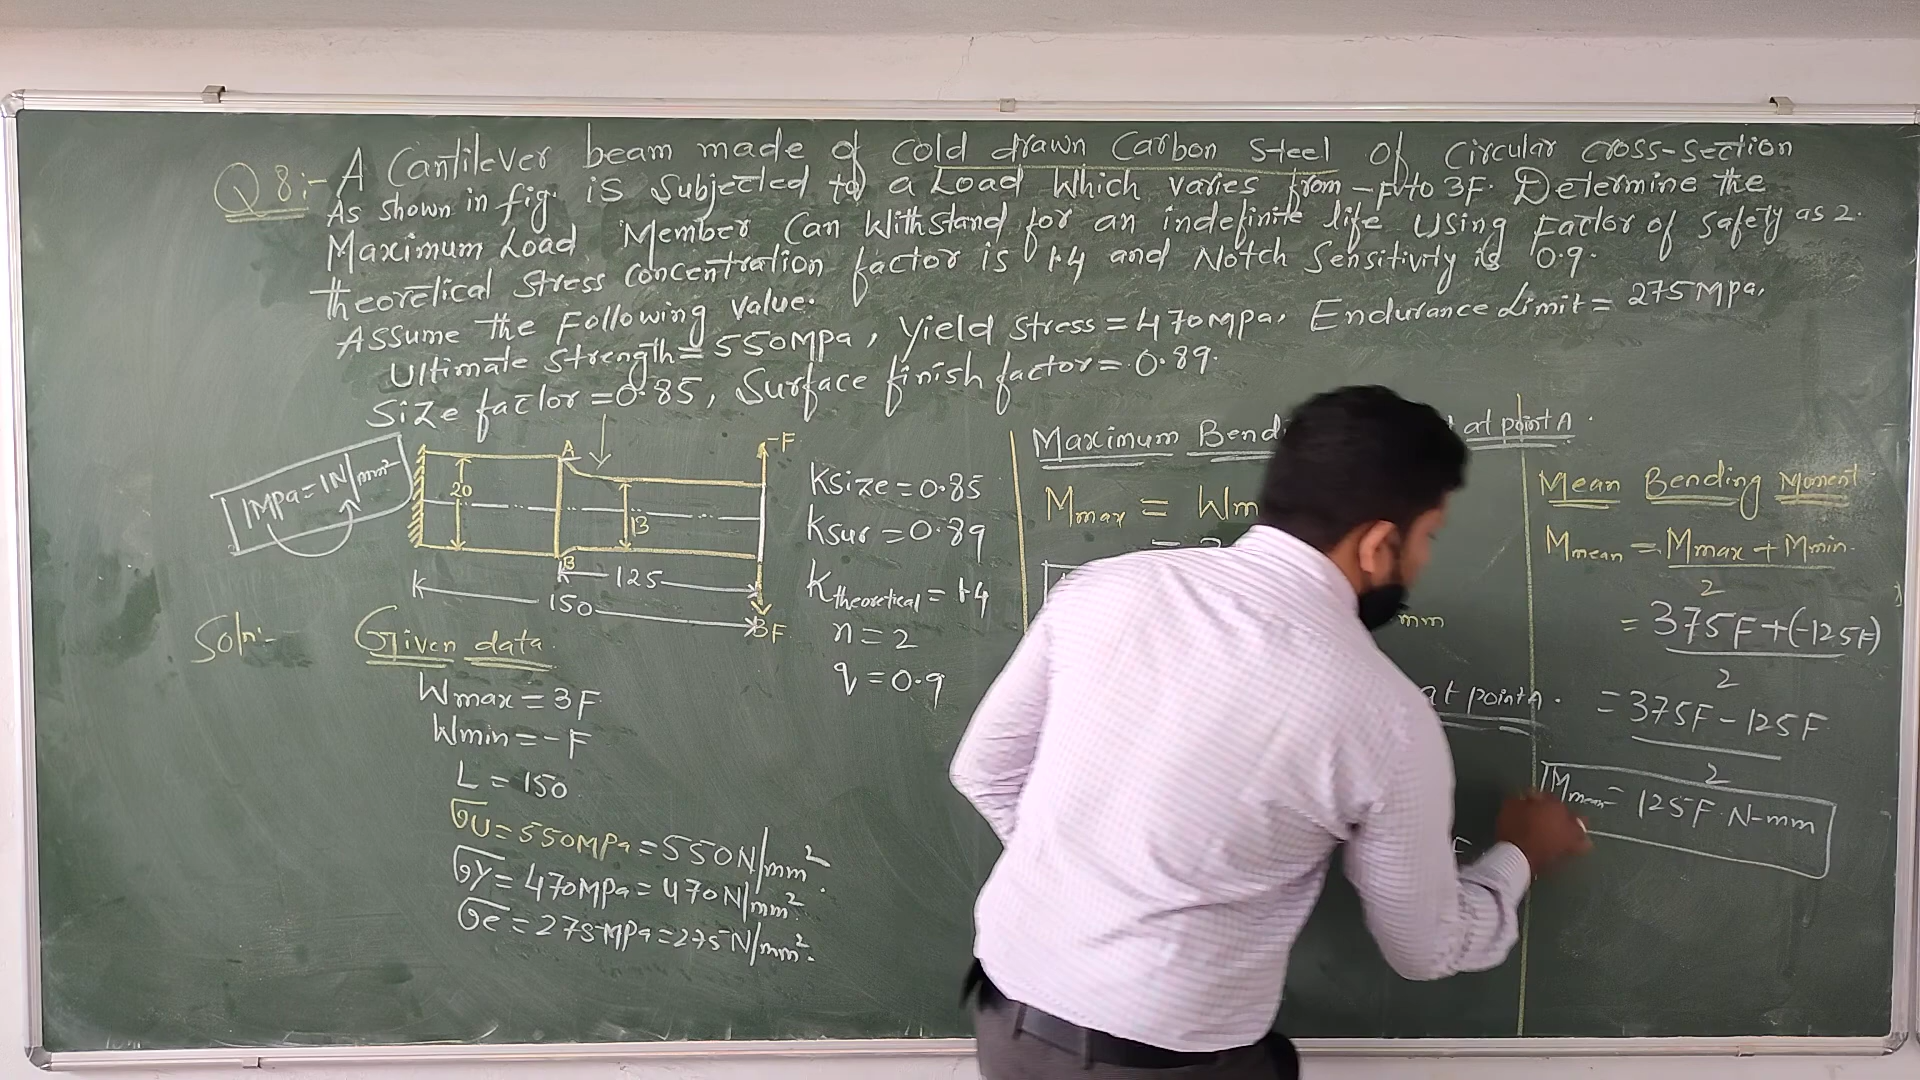 Q8:- A Cantilever beam made of Cold drawn Carbon Steel of Circular Cross-Section
As shown in fig. is Subjected to a Load Which varies from -F to 3F. Determine the
Maximum Load Member Can Withstand for an indefinite life Using Factor of Safety as 2.
theoretical Stress Concentration factor is 1.4 and Notch Sensitivity is 0.9.
Assume the Following value.
Ultimate Strength = 550MPa, Yield Stress = 470MPa, Endurance Limit = 275MPa,
Size factor = 0.85, Surface finish factor = 0.89.
1MPa = 1N/mm²
20
A
B
13
-F
3F
125
150
Ksize = 0.85
Ksur = 0.89
Ktheoretical = 1.4
n = 2
q = 0.9
Soln:- Given data.
Wmax = 3F
Wmin = -F
L = 150
σU = 550MPa = 550N/mm².
σY = 470MPa = 470N/mm²
σe = 275MPa = 275N/mm².
Maximum Bend at point A.
Mmax = Wm
=
mm
at point A.
F
Mean Bending Moment
Mmean = Mmax + Mmin.
2
= 375F + (-125F)
2
= 375F - 125F
2
Mmean = 125F N-mm